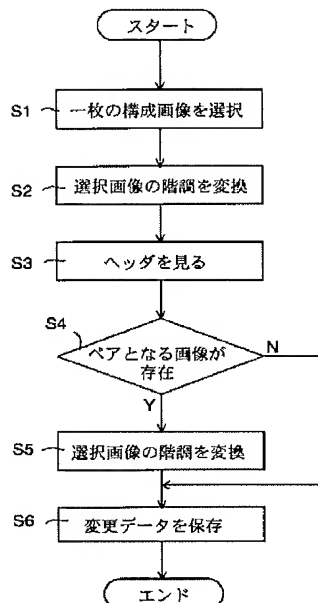 スタート
S1
一枚の構成画像を選択
S2
選択画像の階調を変換
S3
ヘッダを見る
S4
ペアとなる画像が
存在
N
Y
S5
選択画像の階調を変換
S6
変更データを保存
エンド